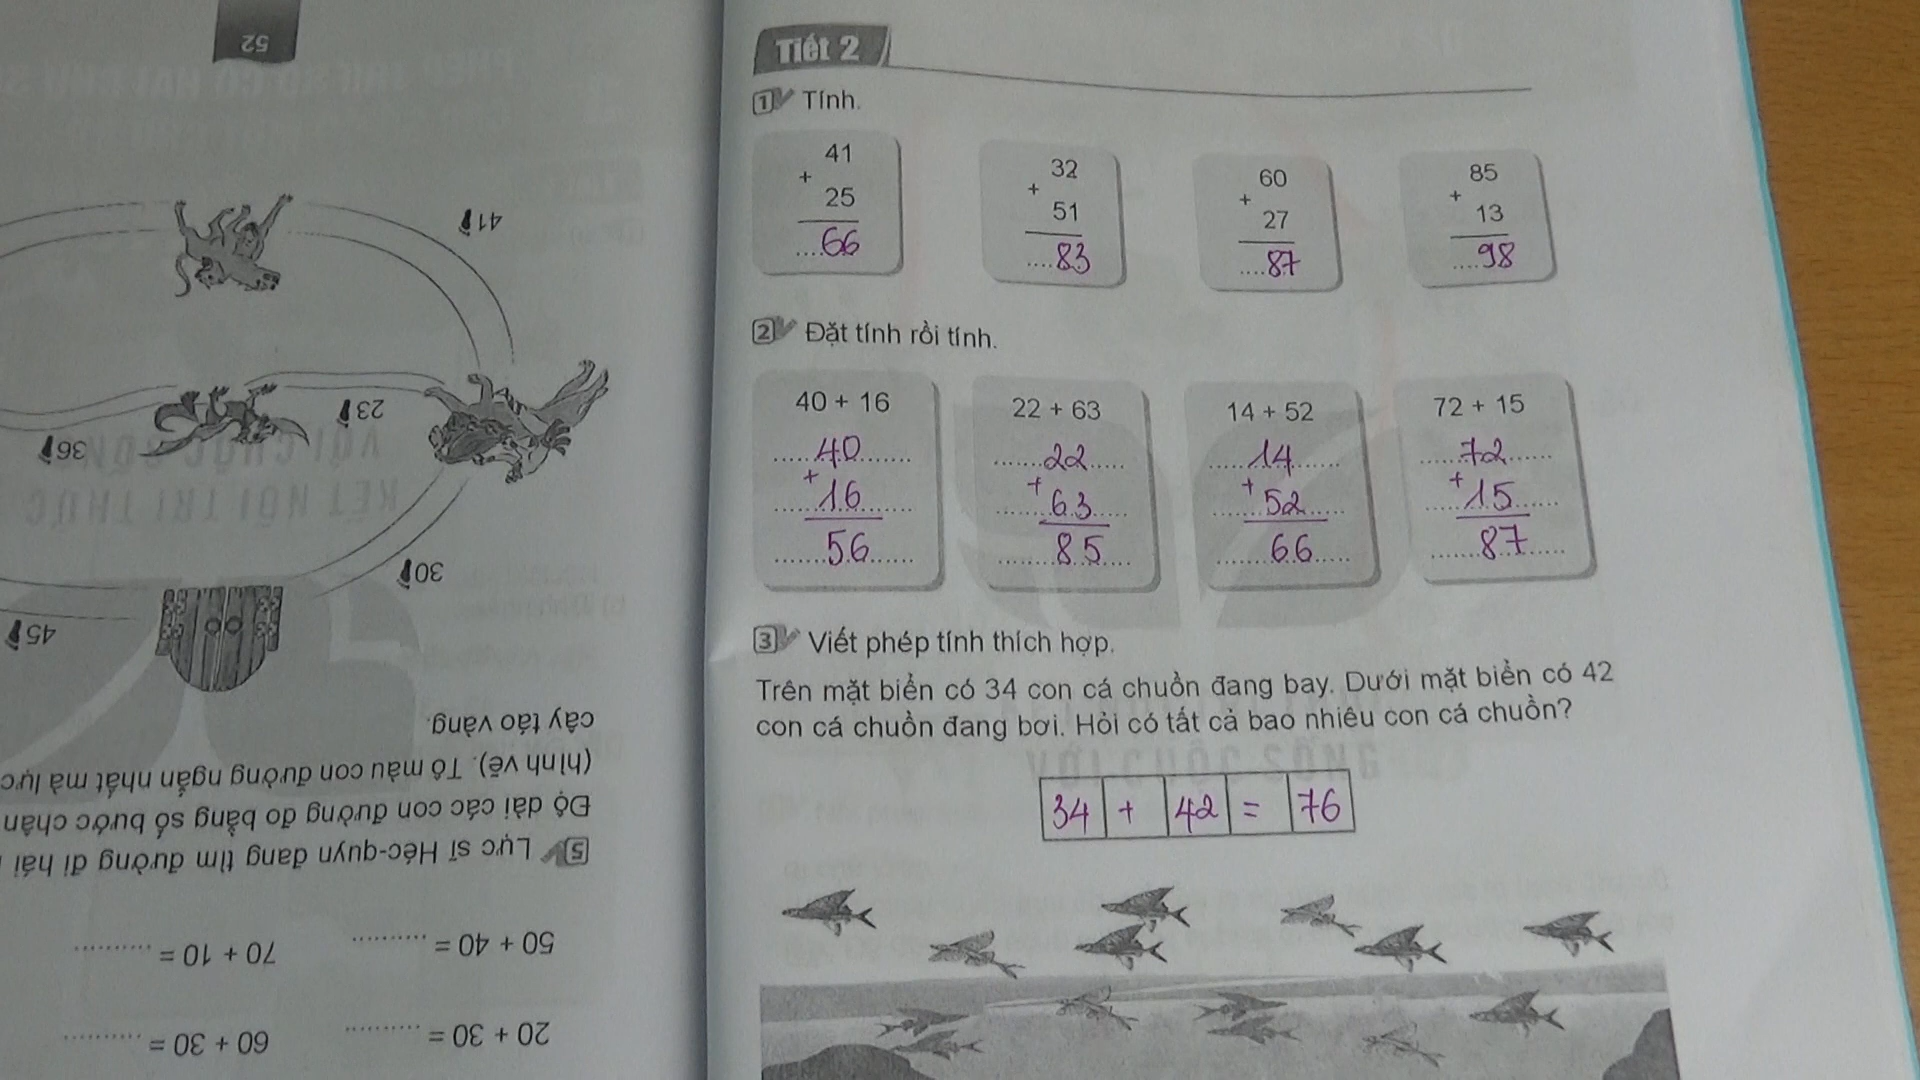 Tiết 2
1 Tính.
41 + 25 66
32 + 51 83
60 + 27 87
85 + 13 98
2 Đặt tính rồi tính.
40 + 16
40
+ 16
56
22 + 63
22
+ 63
85
14 + 52
14
+ 52
66
72 + 15
72
+ 15
87
3 Viết phép tính thích hợp.
Trên mặt biển có 34 con cá chuồn đang bay. Dưới mặt biển có 42
con cá chuồn đang bơi. Hỏi có tất cả bao nhiêu con cá chuồn?
34 + 42 = 76
20 + 30 = ........... 60 + 30 = ...........
50 + 40 = ........... 70 + 10 = ...........
5 Lực sĩ Héc-quyn đang tìm đường đi hái
Độ dài các con đường đo bằng số bước chân
(hình vẽ). Tô màu con đường ngắn nhất mà lực
cây táo vàng.
45
30
36
23
41
52